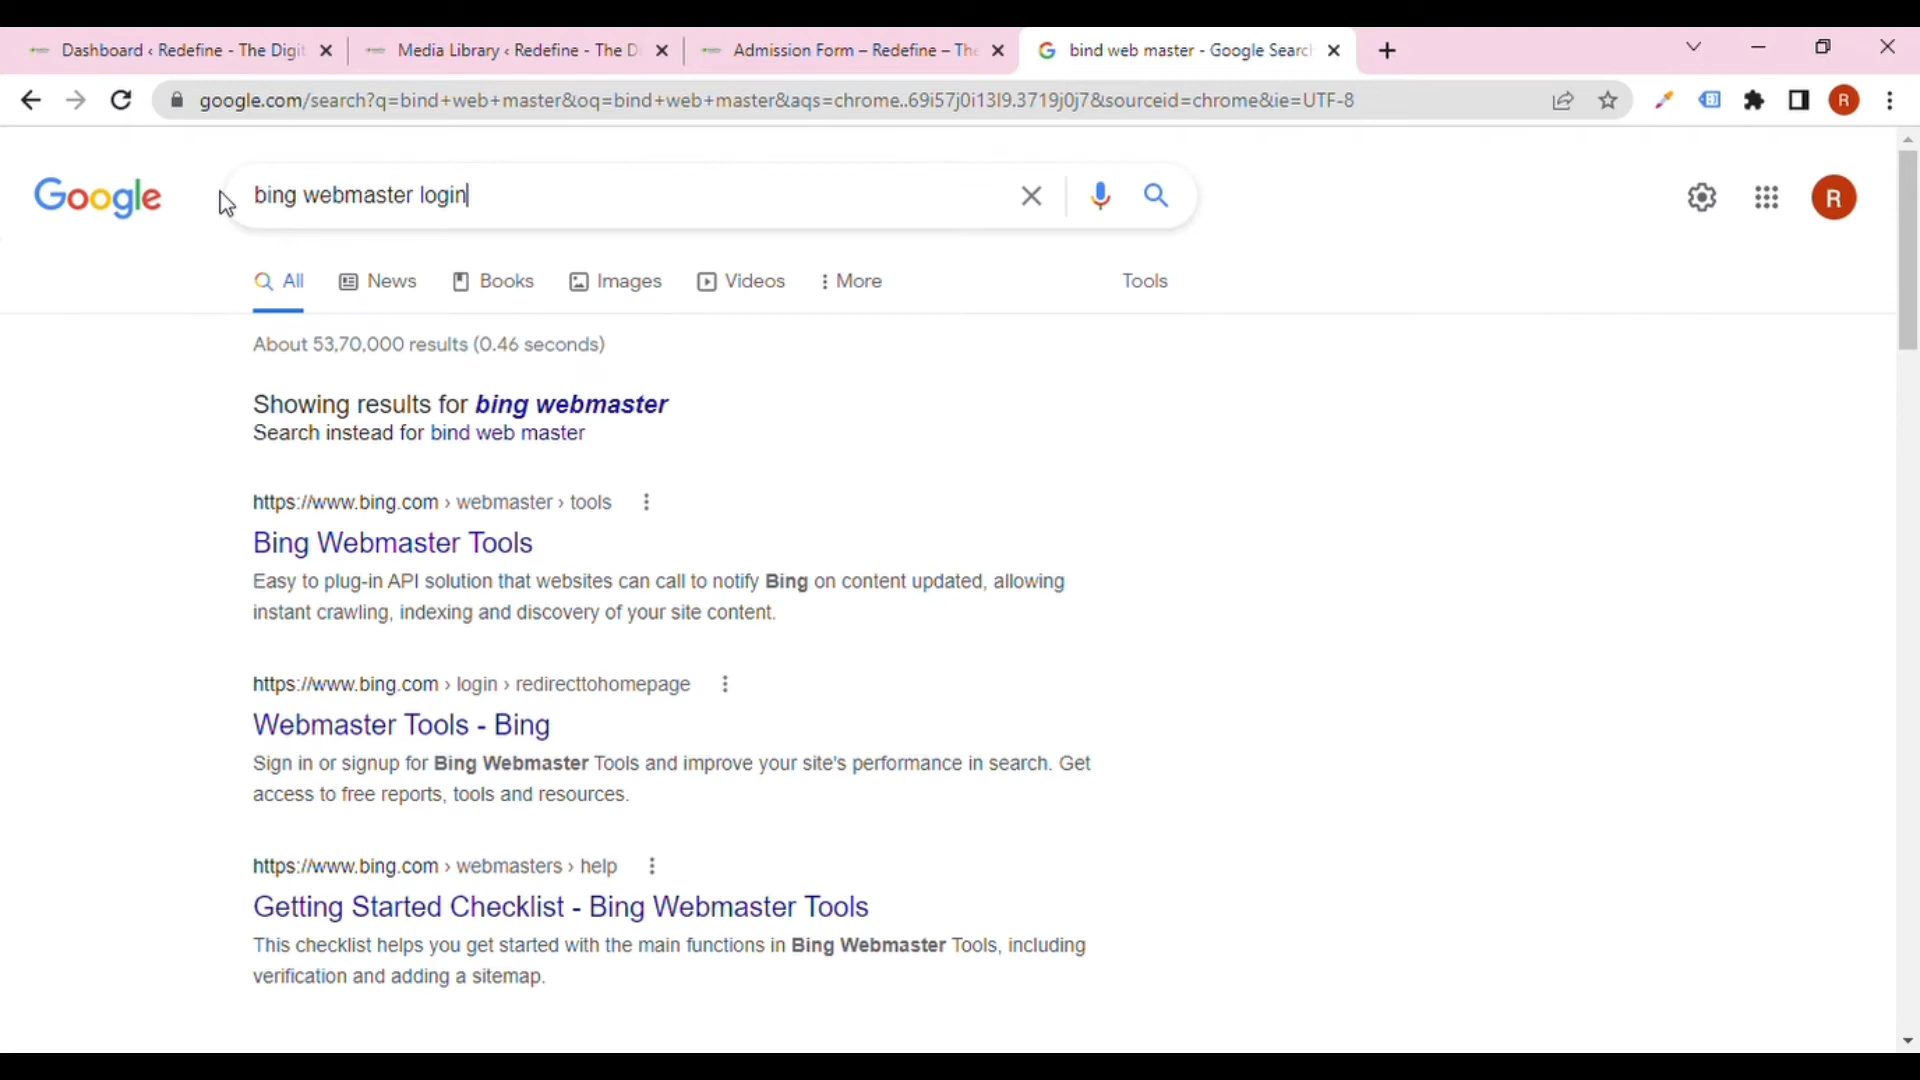 Dashboard ‹ Redefine - The Digit
Media Library ‹ Redefine - The D
Admission Form – Redefine – The
bind web master - Google Search
google.com/search?q=bind+web+master&oq=bind+web+master&aqs=chrome..69i57j0i13l9.3719j0j7&sourceid=chrome&ie=UTF-8
R
Google
bing webmaster login
R
All
News
Books
Images
Videos
More
Tools
About 53,70,000 results (0.46 seconds)
Showing results for bing webmaster
Search instead for bind web master
https://www.bing.com › webmaster › tools
Bing Webmaster Tools
Easy to plug-in API solution that websites can call to notify Bing on content updated, allowing
instant crawling, indexing and discovery of your site content.
https://www.bing.com › login › redirecttohomepage
Webmaster Tools - Bing
Sign in or signup for Bing Webmaster Tools and improve your site's performance in search. Get
access to free reports, tools and resources.
https://www.bing.com › webmasters › help
Getting Started Checklist - Bing Webmaster Tools
This checklist helps you get started with the main functions in Bing Webmaster Tools, including
verification and adding a sitemap.